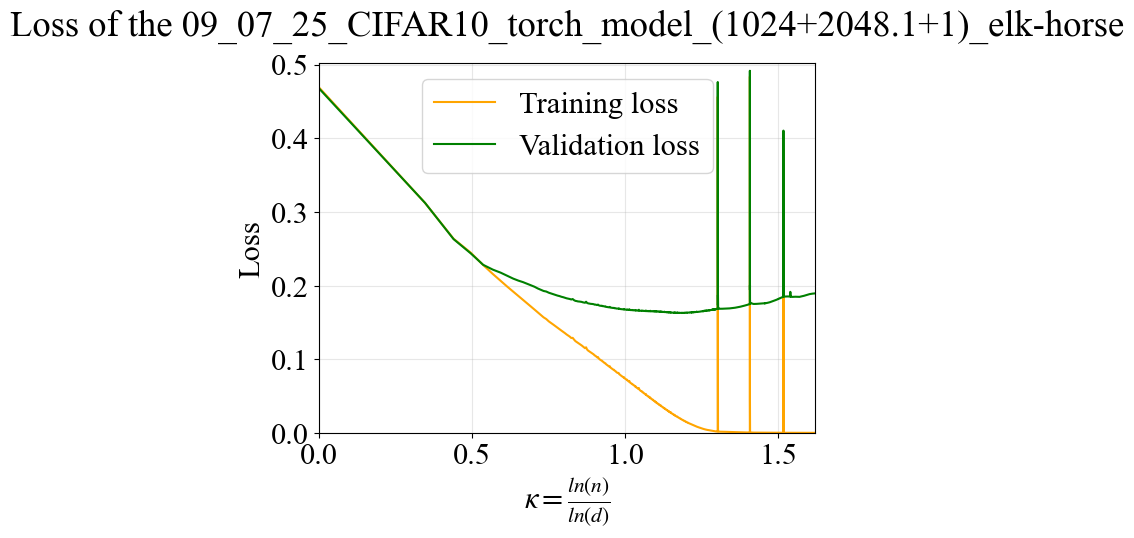 Loss of the 09_07_25_CIFAR10_torch_model_(1024+2048.1+1)_elk-horse
0.5
Training loss
Validation loss
0.4
0.3
Loss
0.2
0.1
0.0
0.0 0.5 1.0 1.5
κ = ln(n) / ln(d)